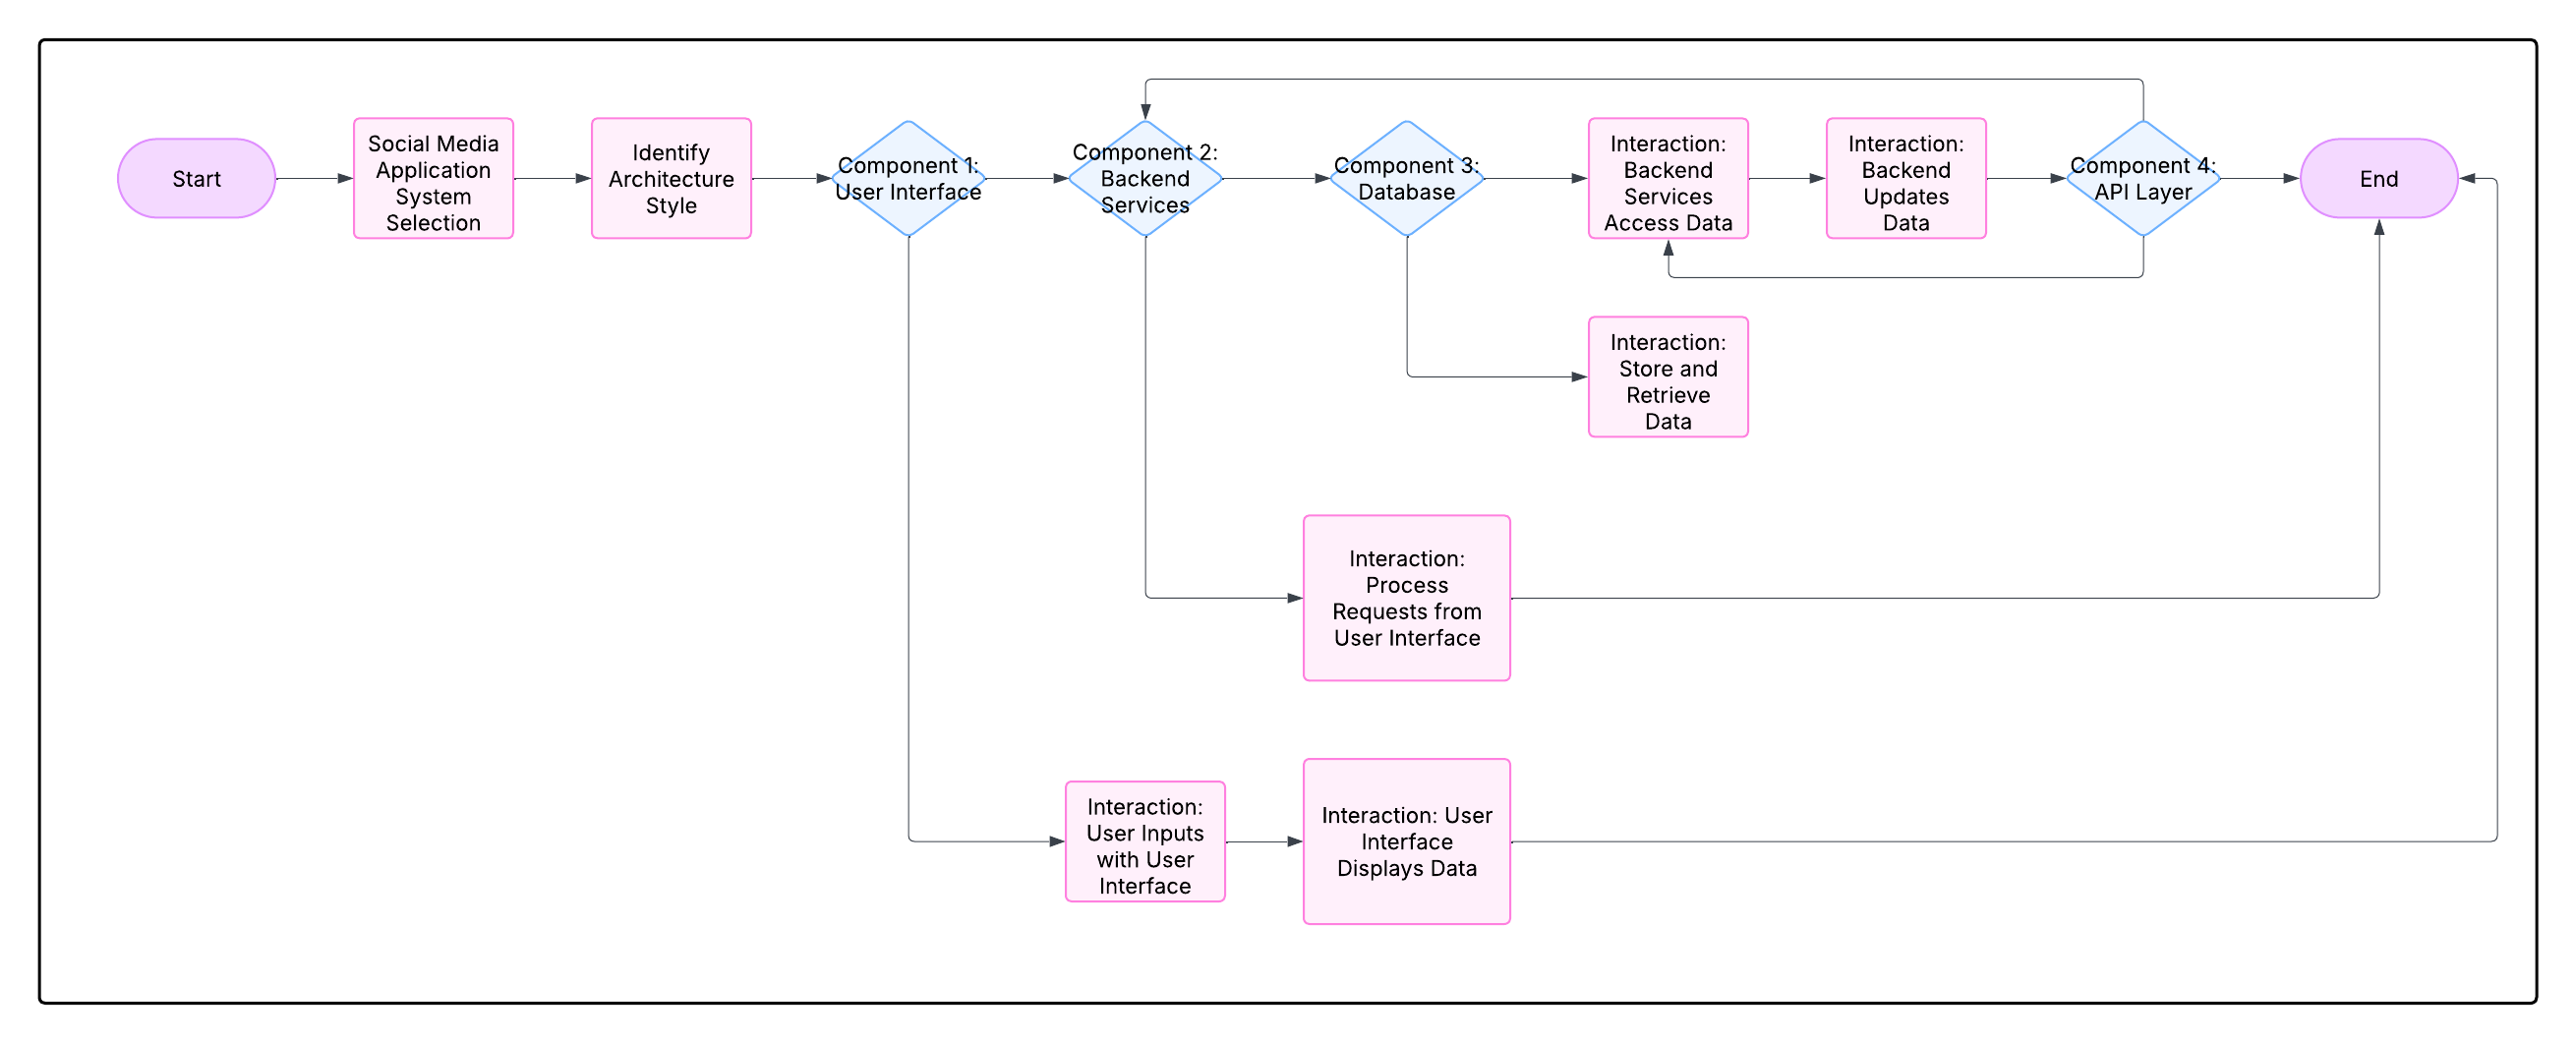 Start
Social Media
Application
System
Selection
Identify
Architecture
Style
Component 1:
User Interface
Component 2:
Backend
Services
Component 3:
Database
Interaction:
Backend
Services
Access Data
Interaction:
Backend
Updates
Data
Component 4:
API Layer
End
Interaction:
Store and
Retrieve
Data
Interaction:
Process
Requests from
User Interface
Interaction:
User Inputs
with User
Interface
Interaction: User
Interface
Displays Data